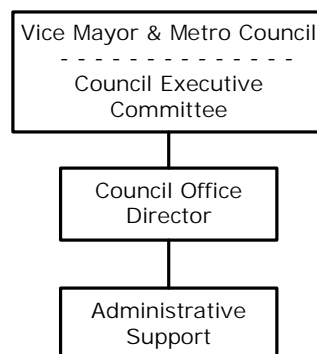 Vice Mayor & Metro Council
- - - - - - - - - - - - - -
Council Executive
Committee
Council Office
Director
Administrative
Support